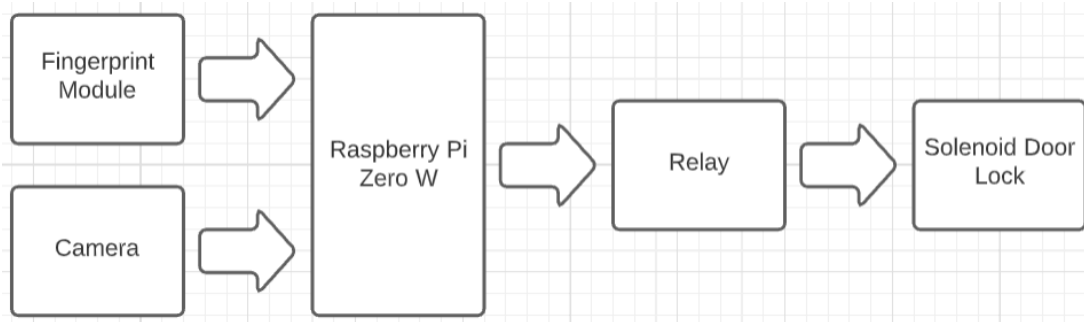 Fingerprint
Module
Camera
Raspberry Pi
Zero W
Relay
Solenoid Door
Lock